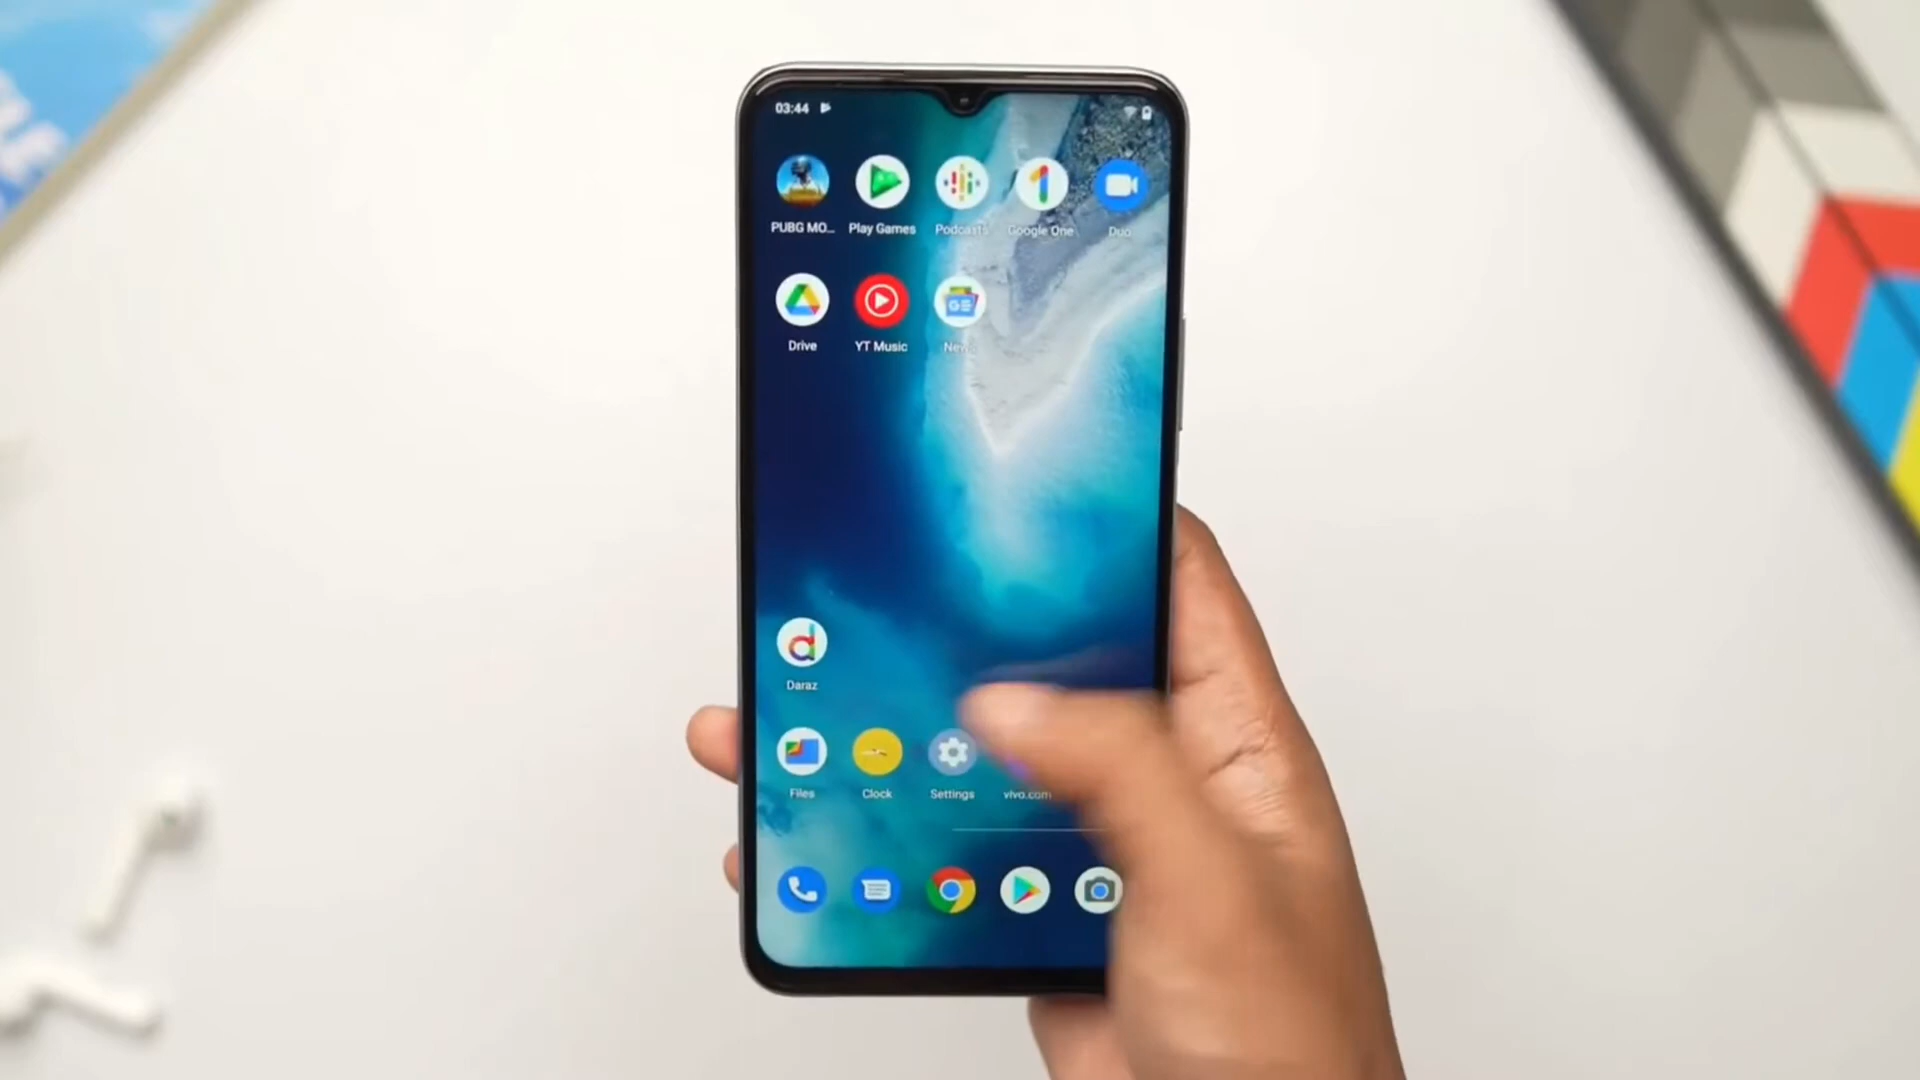 03:44
PUBG MO...
Play Games
Podcasts
Google One
Duo
Drive
YT Music
GE
News
Daraz
Files
Clock
Settings
vivo.com